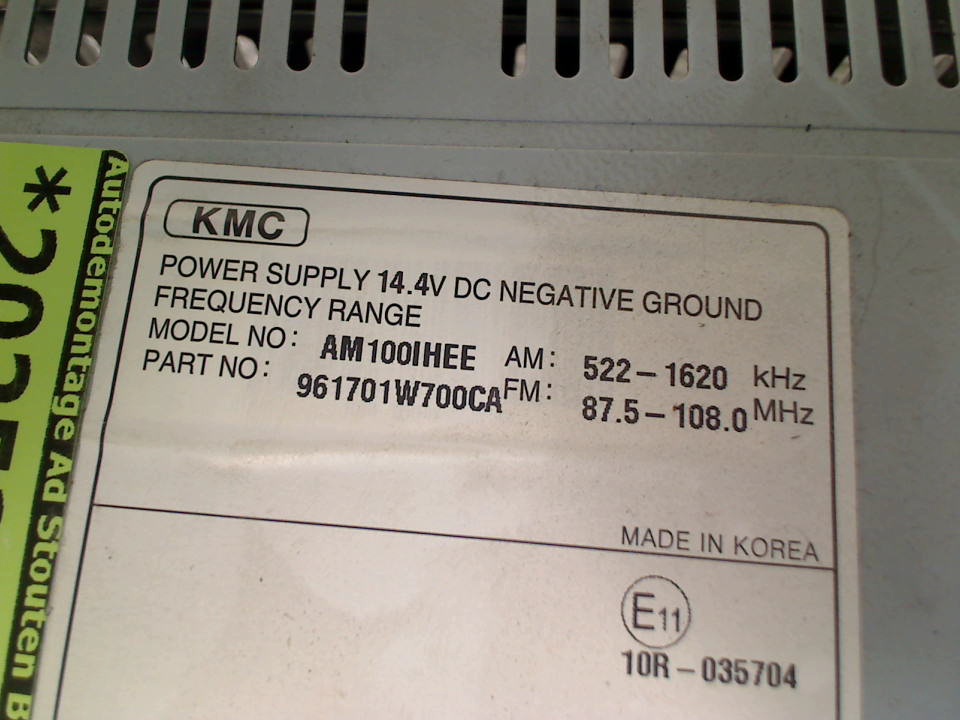 KMC
POWER SUPPLY 14.4V DC NEGATIVE GROUND
FREQUENCY RANGE
MODEL NO: AM100IHEE AM: 522-1620 kHz
PART NO: 961701W700CA FM: 87.5-108.0 MHz
MADE IN KOREA
E11
10R-035704
Autodemontage Ad Stouten B